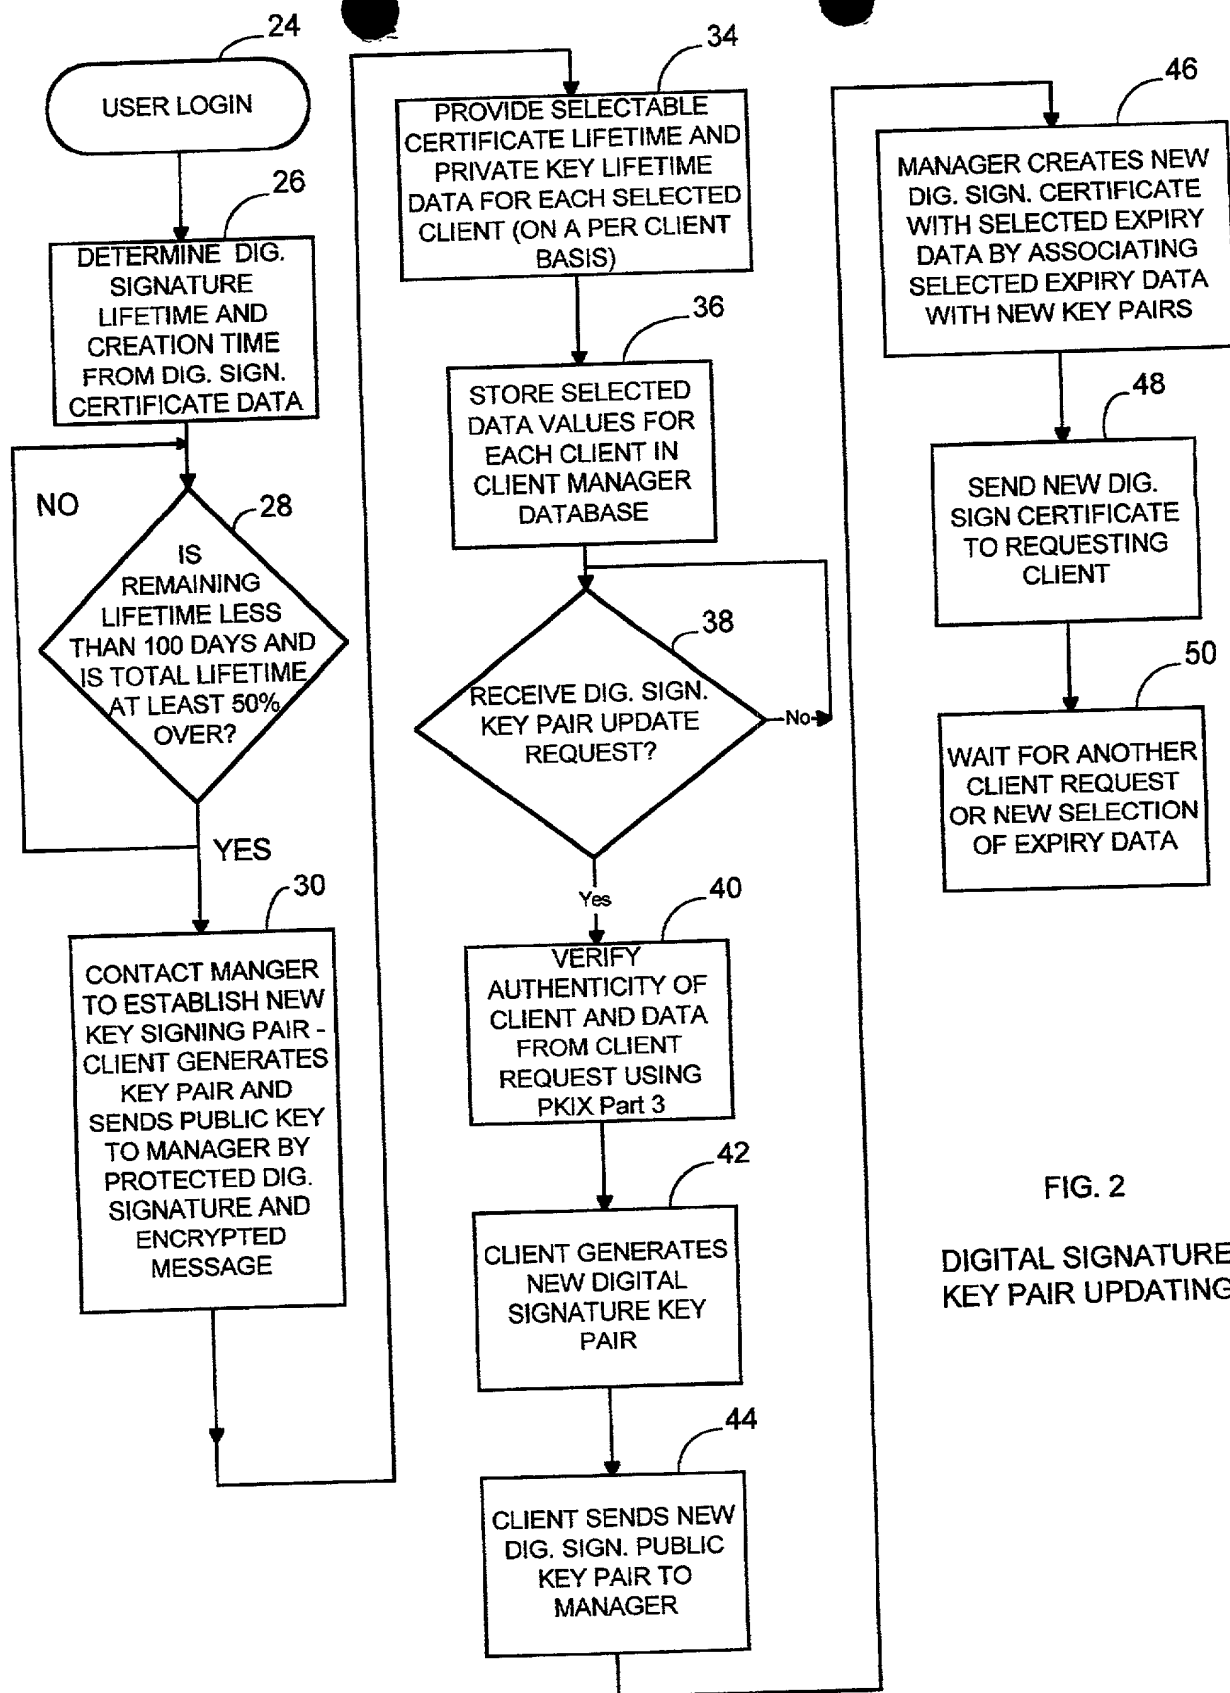 24
USER LOGIN
26
DETERMINE DIG.
SIGNATURE
LIFETIME AND
CREATION TIME
FROM DIG. SIGN.
CERTIFICATE DATA
NO
28
IS
REMAINING
LIFETIME LESS
THAN 100 DAYS AND
IS TOTAL LIFETIME
AT LEAST 50%
OVER?
YES
30
CONTACT MANGER
TO ESTABLISH NEW
KEY SIGNING PAIR -
CLIENT GENERATES
KEY PAIR AND
SENDS PUBLIC KEY
TO MANAGER BY
PROTECTED DIG.
SIGNATURE AND
ENCRYPTED
MESSAGE
34
PROVIDE SELECTABLE
CERTIFICATE LIFETIME AND
PRIVATE KEY LIFETIME
DATA FOR EACH SELECTED
CLIENT (ON A PER CLIENT
BASIS)
36
STORE SELECTED
DATA VALUES FOR
EACH CLIENT IN
CLIENT MANAGER
DATABASE
38
RECEIVE DIG. SIGN.
KEY PAIR UPDATE
REQUEST?
No
Yes
40
VERIFY
AUTHENTICITY OF
CLIENT AND DATA
FROM CLIENT
REQUEST USING
PKIX Part 3
42
CLIENT GENERATES
NEW DIGITAL
SIGNATURE KEY
PAIR
44
CLIENT SENDS NEW
DIG. SIGN. PUBLIC
KEY PAIR TO
MANAGER
46
MANAGER CREATES NEW
DIG. SIGN. CERTIFICATE
WITH SELECTED EXPIRY
DATA BY ASSOCIATING
SELECTED EXPIRY DATA
WITH NEW KEY PAIRS
48
SEND NEW DIG.
SIGN CERTIFICATE
TO REQUESTING
CLIENT
50
WAIT FOR ANOTHER
CLIENT REQUEST
OR NEW SELECTION
OF EXPIRY DATA
FIG. 2
DIGITAL SIGNATURE
KEY PAIR UPDATING